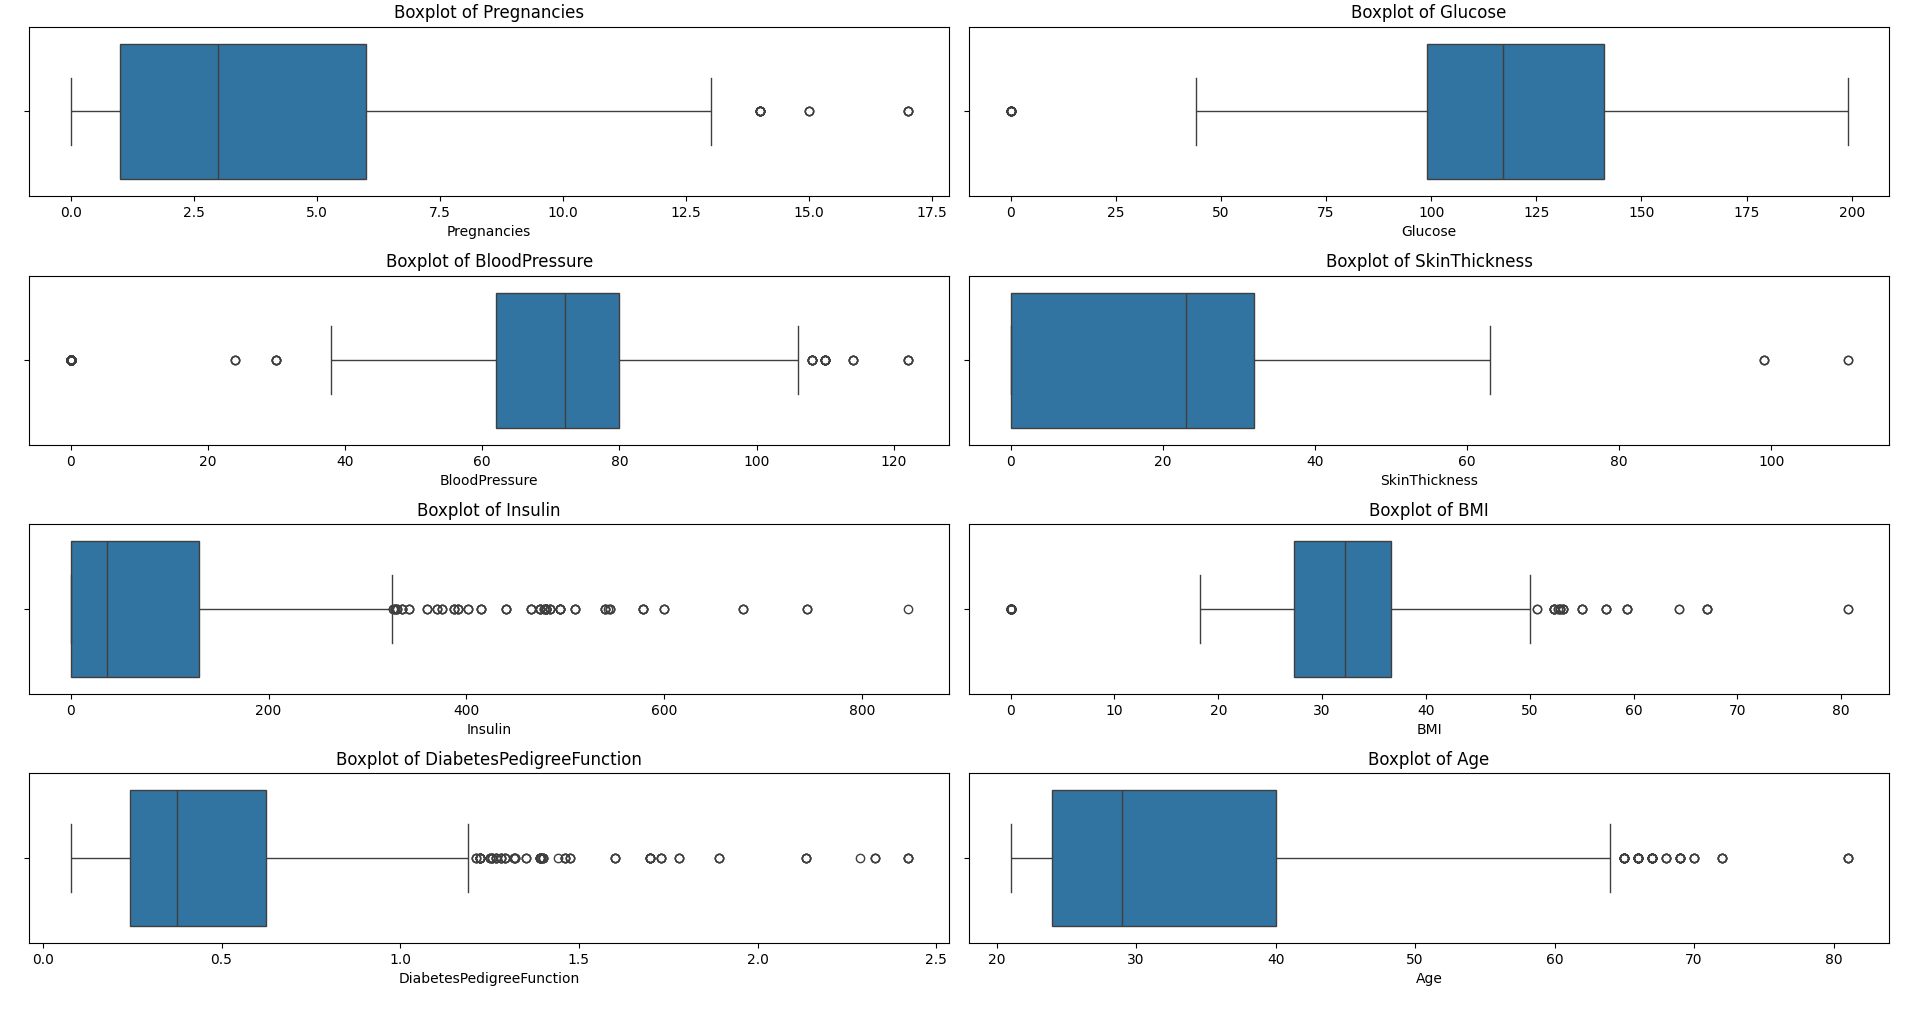 Boxplot of Pregnancies
0.0 2.5 5.0 7.5 10.0 12.5 15.0 17.5
Pregnancies
Boxplot of Glucose
0 25 50 75 100 125 150 175 200
Glucose
Boxplot of BloodPressure
0 20 40 60 80 100 120
BloodPressure
Boxplot of SkinThickness
0 20 40 60 80 100
SkinThickness
Boxplot of Insulin
0 200 400 600 800
Insulin
Boxplot of BMI
0 10 20 30 40 50 60 70 80
BMI
Boxplot of DiabetesPedigreeFunction
0.0 0.5 1.0 1.5 2.0 2.5
DiabetesPedigreeFunction
Boxplot of Age
20 30 40 50 60 70 80
Age